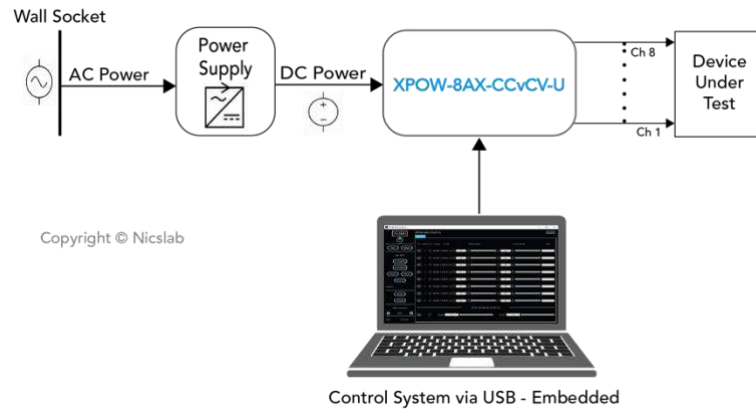 Wall Socket
AC Power
Power
Supply
DC Power
XPOW-8AX-CCvCV-U
Ch 8
Ch 1
Device
Under
Test
Copyright © Nicslab
Control System via USB - Embedded